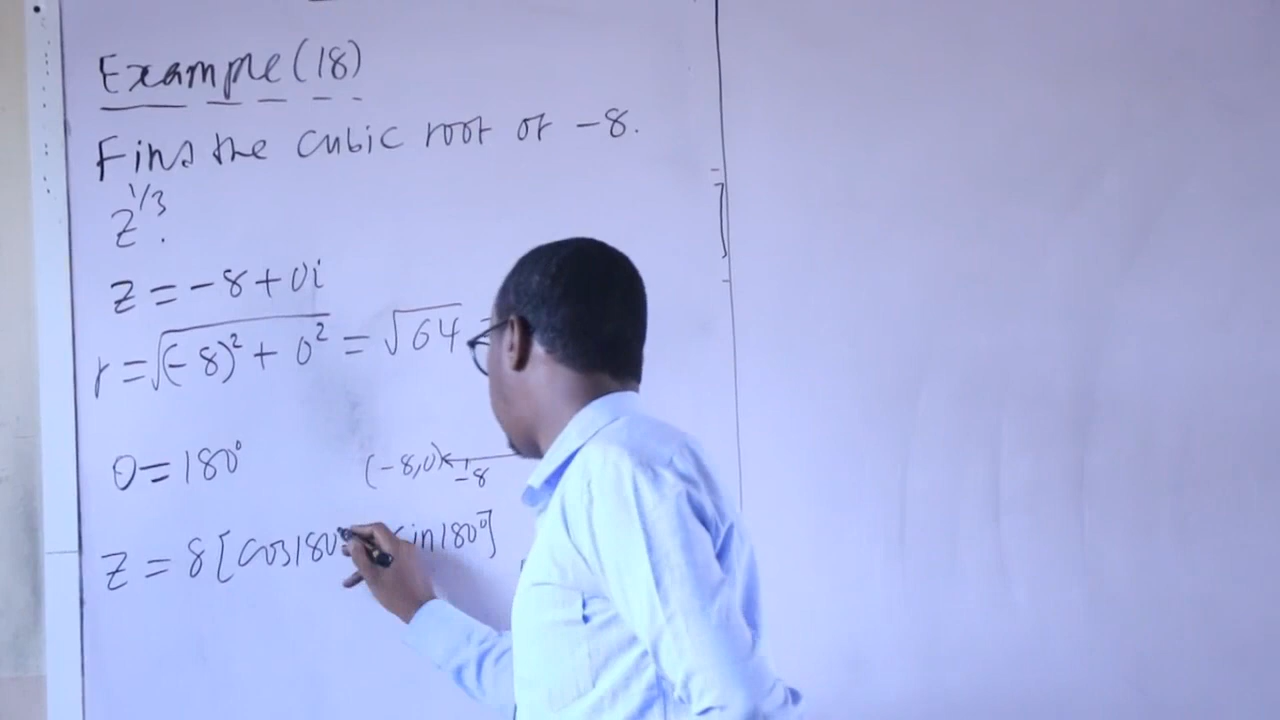 Example (18)
Find the cubic root of -8.
z^1/3.
z = -8 + 0i
r = √(-8)² + 0² = √64
θ = 180°
(-8,0)
-8
z = 8 [cos180 sin180°]